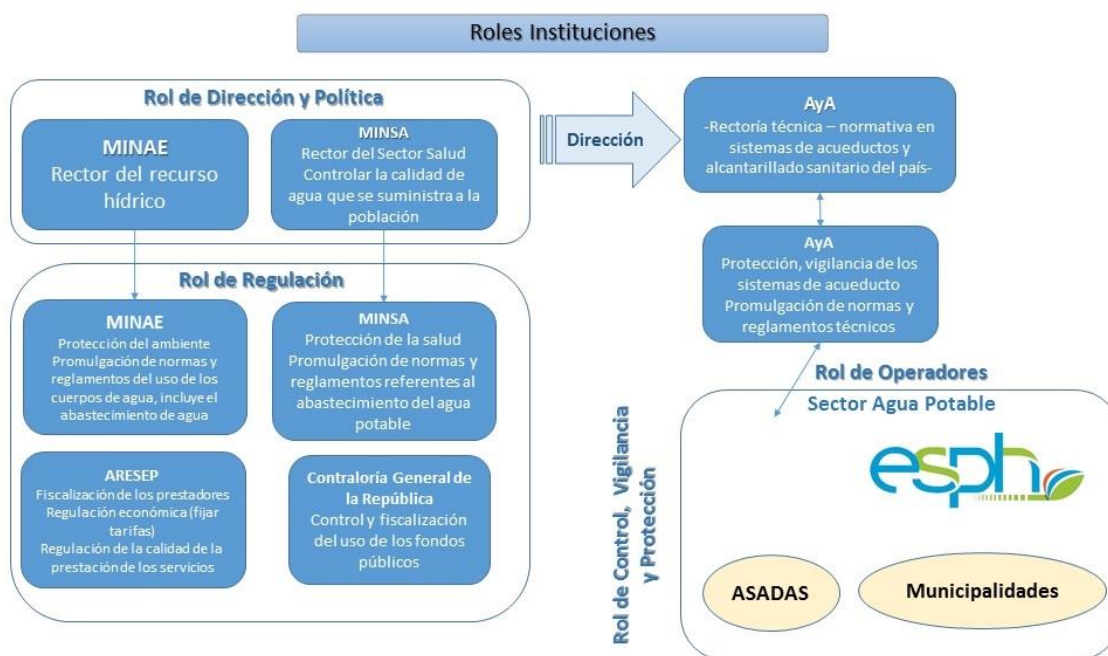 Roles Instituciones
Rol de Dirección y Política
MINAE
Rector del recurso
hídrico
MINSA
Rector del Sector Salud
Controlar la calidad de
agua que se suministra a la
población
Dirección
AyA
-Rectoría técnica – normativa en
sistemas de acueductos y
alcantarillado sanitario del país-
AyA
Protección, vigilancia de los
sistemas de acueducto
Promulgación de normas y
reglamentos técnicos
Rol de Regulación
MINAE
Protección del ambiente
Promulgación de normas y
reglamentos del uso de los
cuerpos de agua, incluye el
abastecimiento de agua
MINSA
Protección de la salud
Promulgación de normas y
reglamentos referentes al
abastecimiento del agua
potable
ARESEP
Fiscalización de los prestadores
Regulación económica (fijar
tarifas)
Regulación de la calidad de la
prestación de los servicios
Contraloría General de
la República
Control y fiscalización
del uso de los fondos
públicos
Rol de Control, Vigilancia
y Protección
Rol de Operadores
Sector Agua Potable
esph
ASADAS
Municipalidades